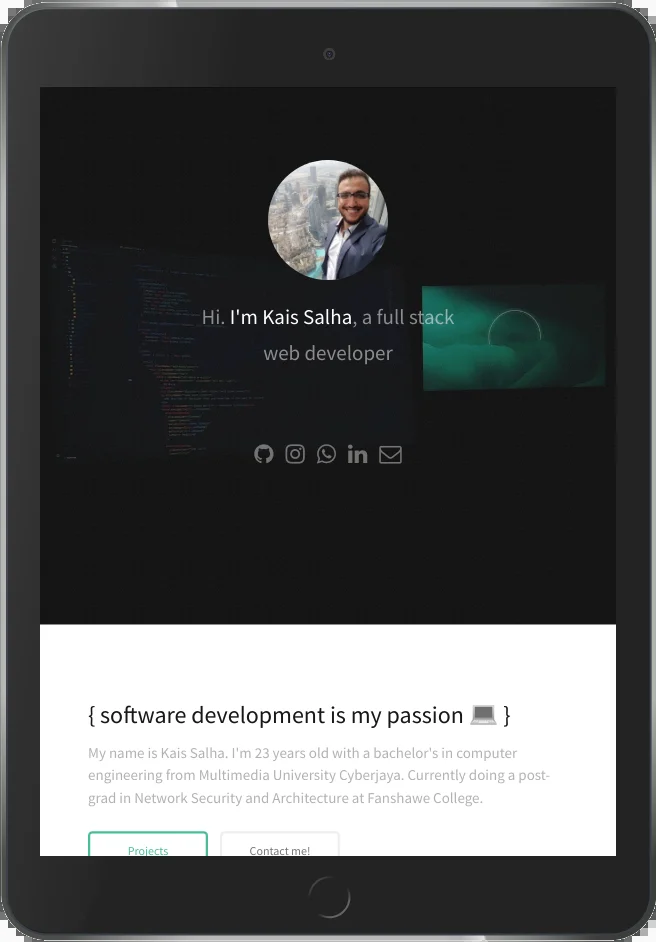 Hi. I'm Kais Salha, a full stack
web developer
{ software development is my passion 💻 }
My name is Kais Salha. I'm 23 years old with a bachelor's in computer
engineering from Multimedia University Cyberjaya. Currently doing a post-
grad in Network Security and Architecture at Fanshawe College.
Projects
Contact me!